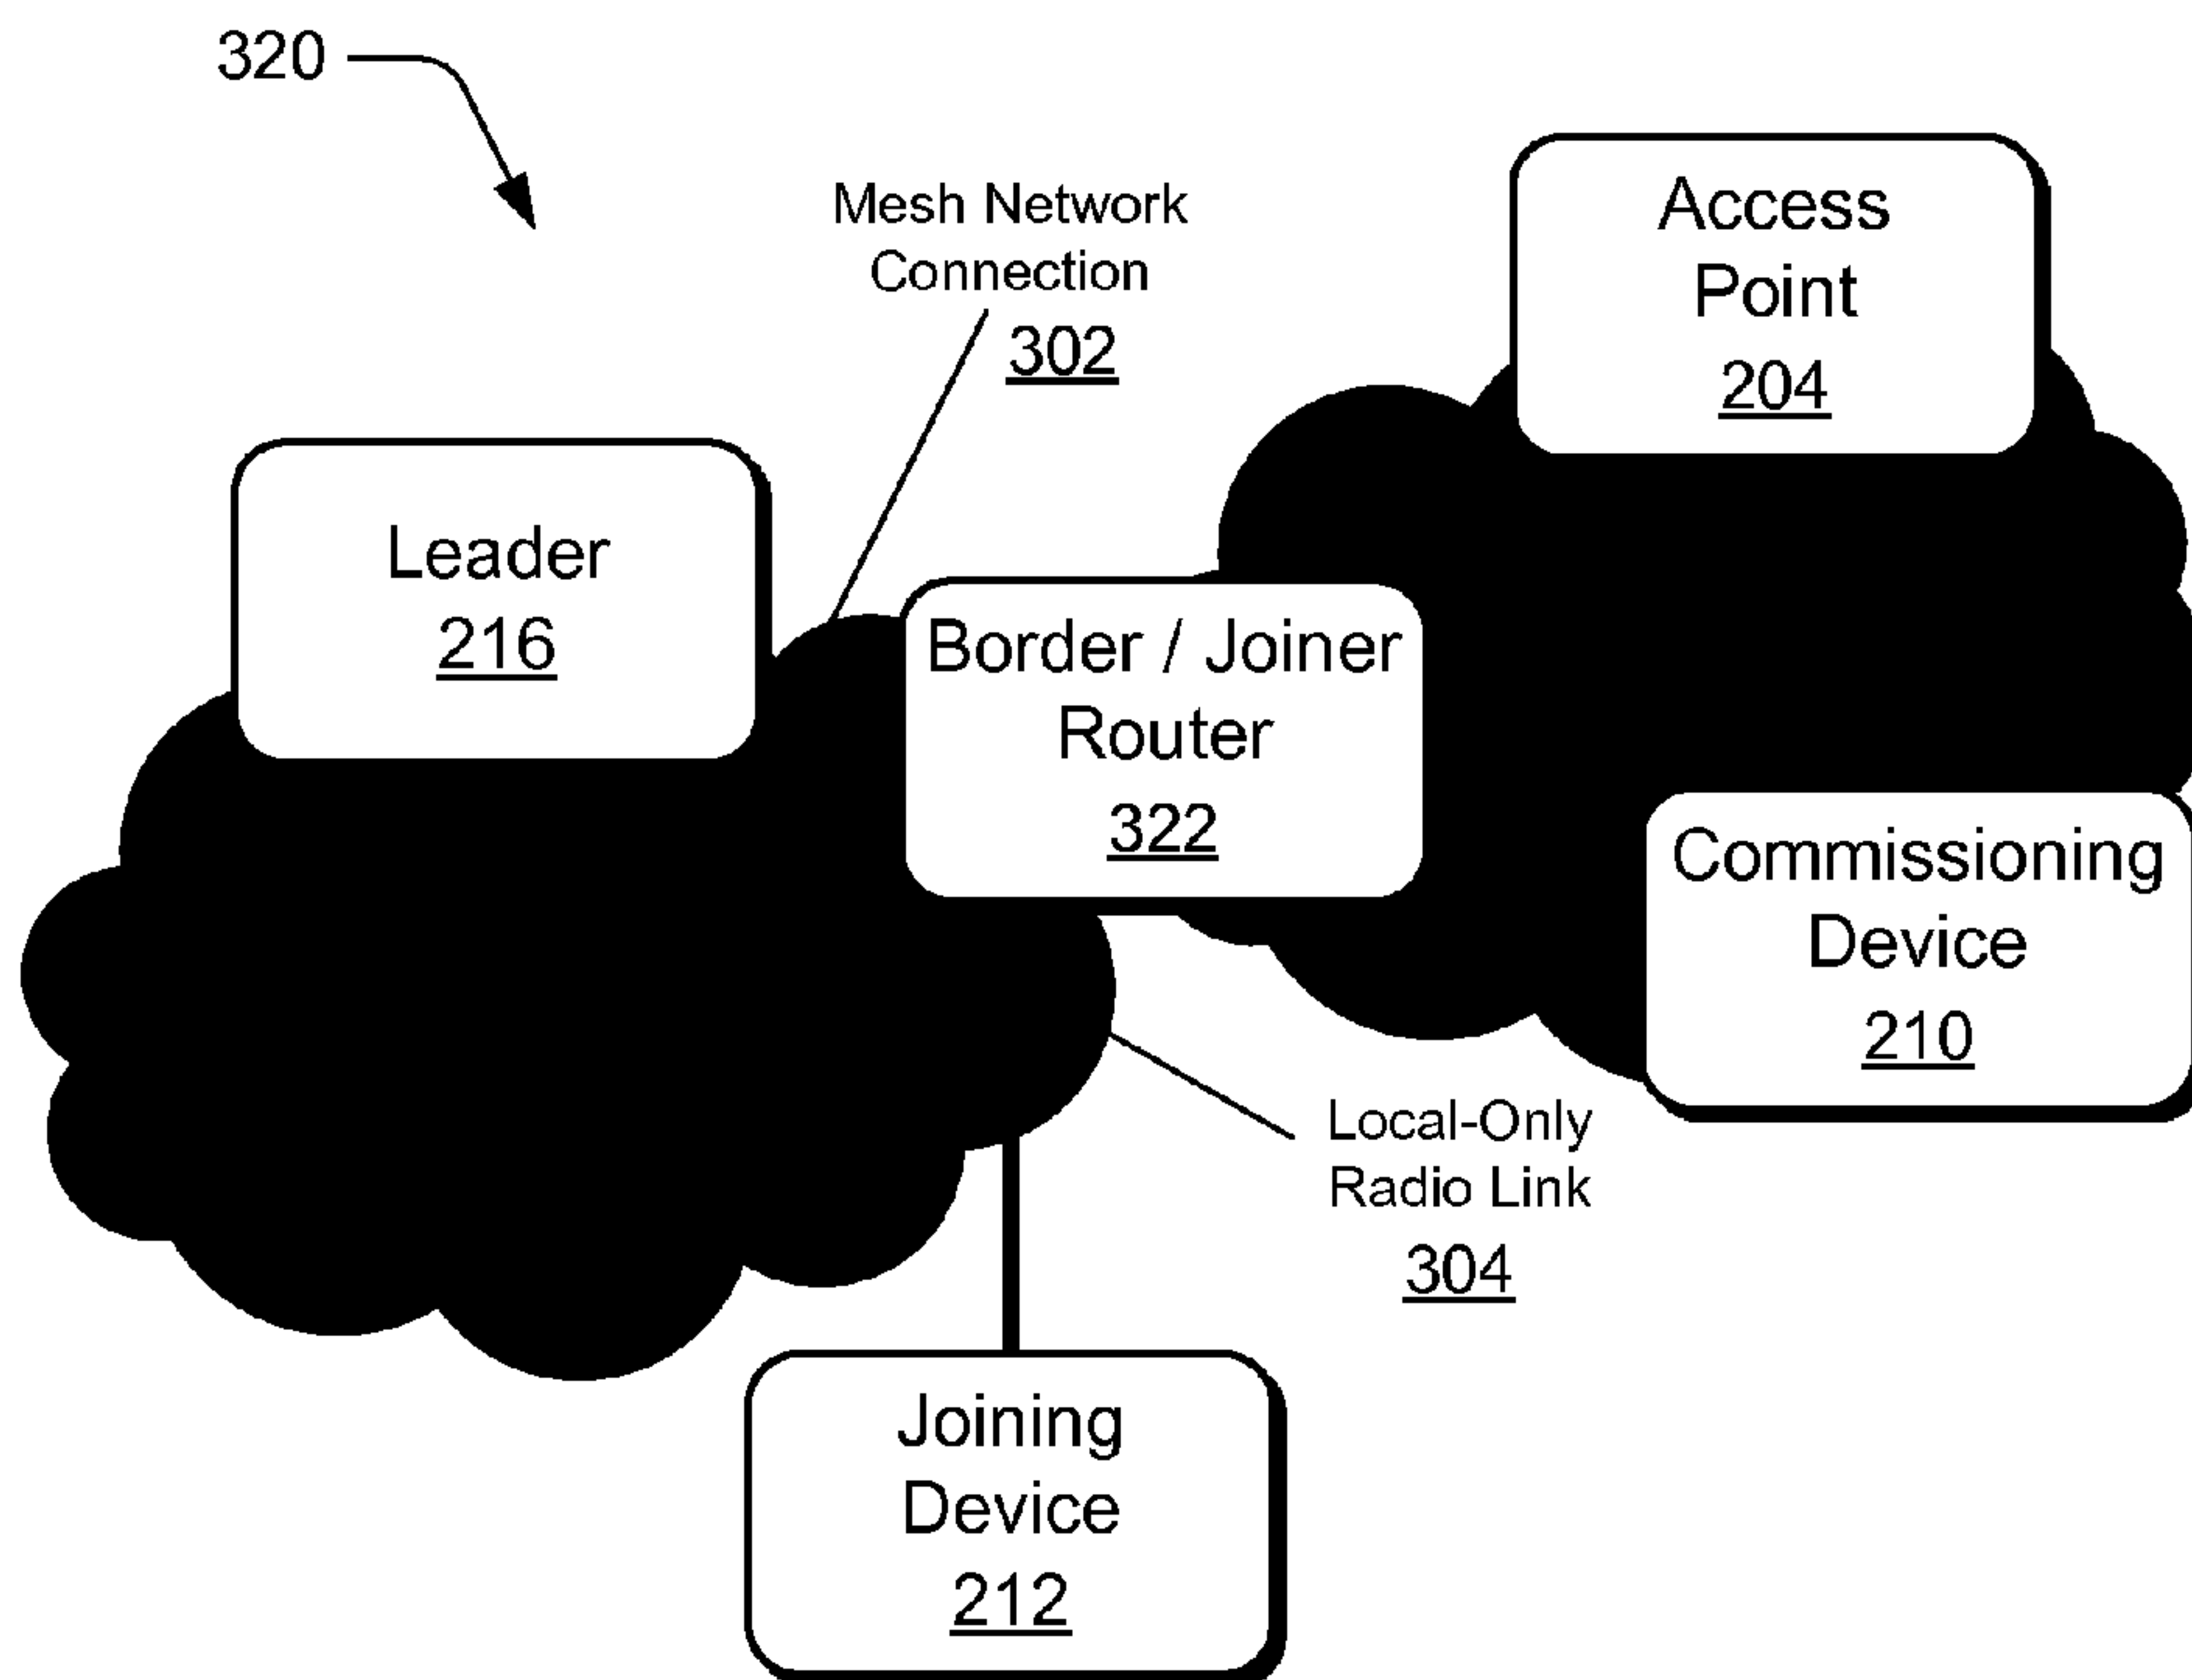 320
Mesh Network
Connection
302
Access
Point
204
Leader
216
Border / Joiner
Router
322
Commissioning
Device
210
Local-Only
Radio Link
304
Joining
Device
212